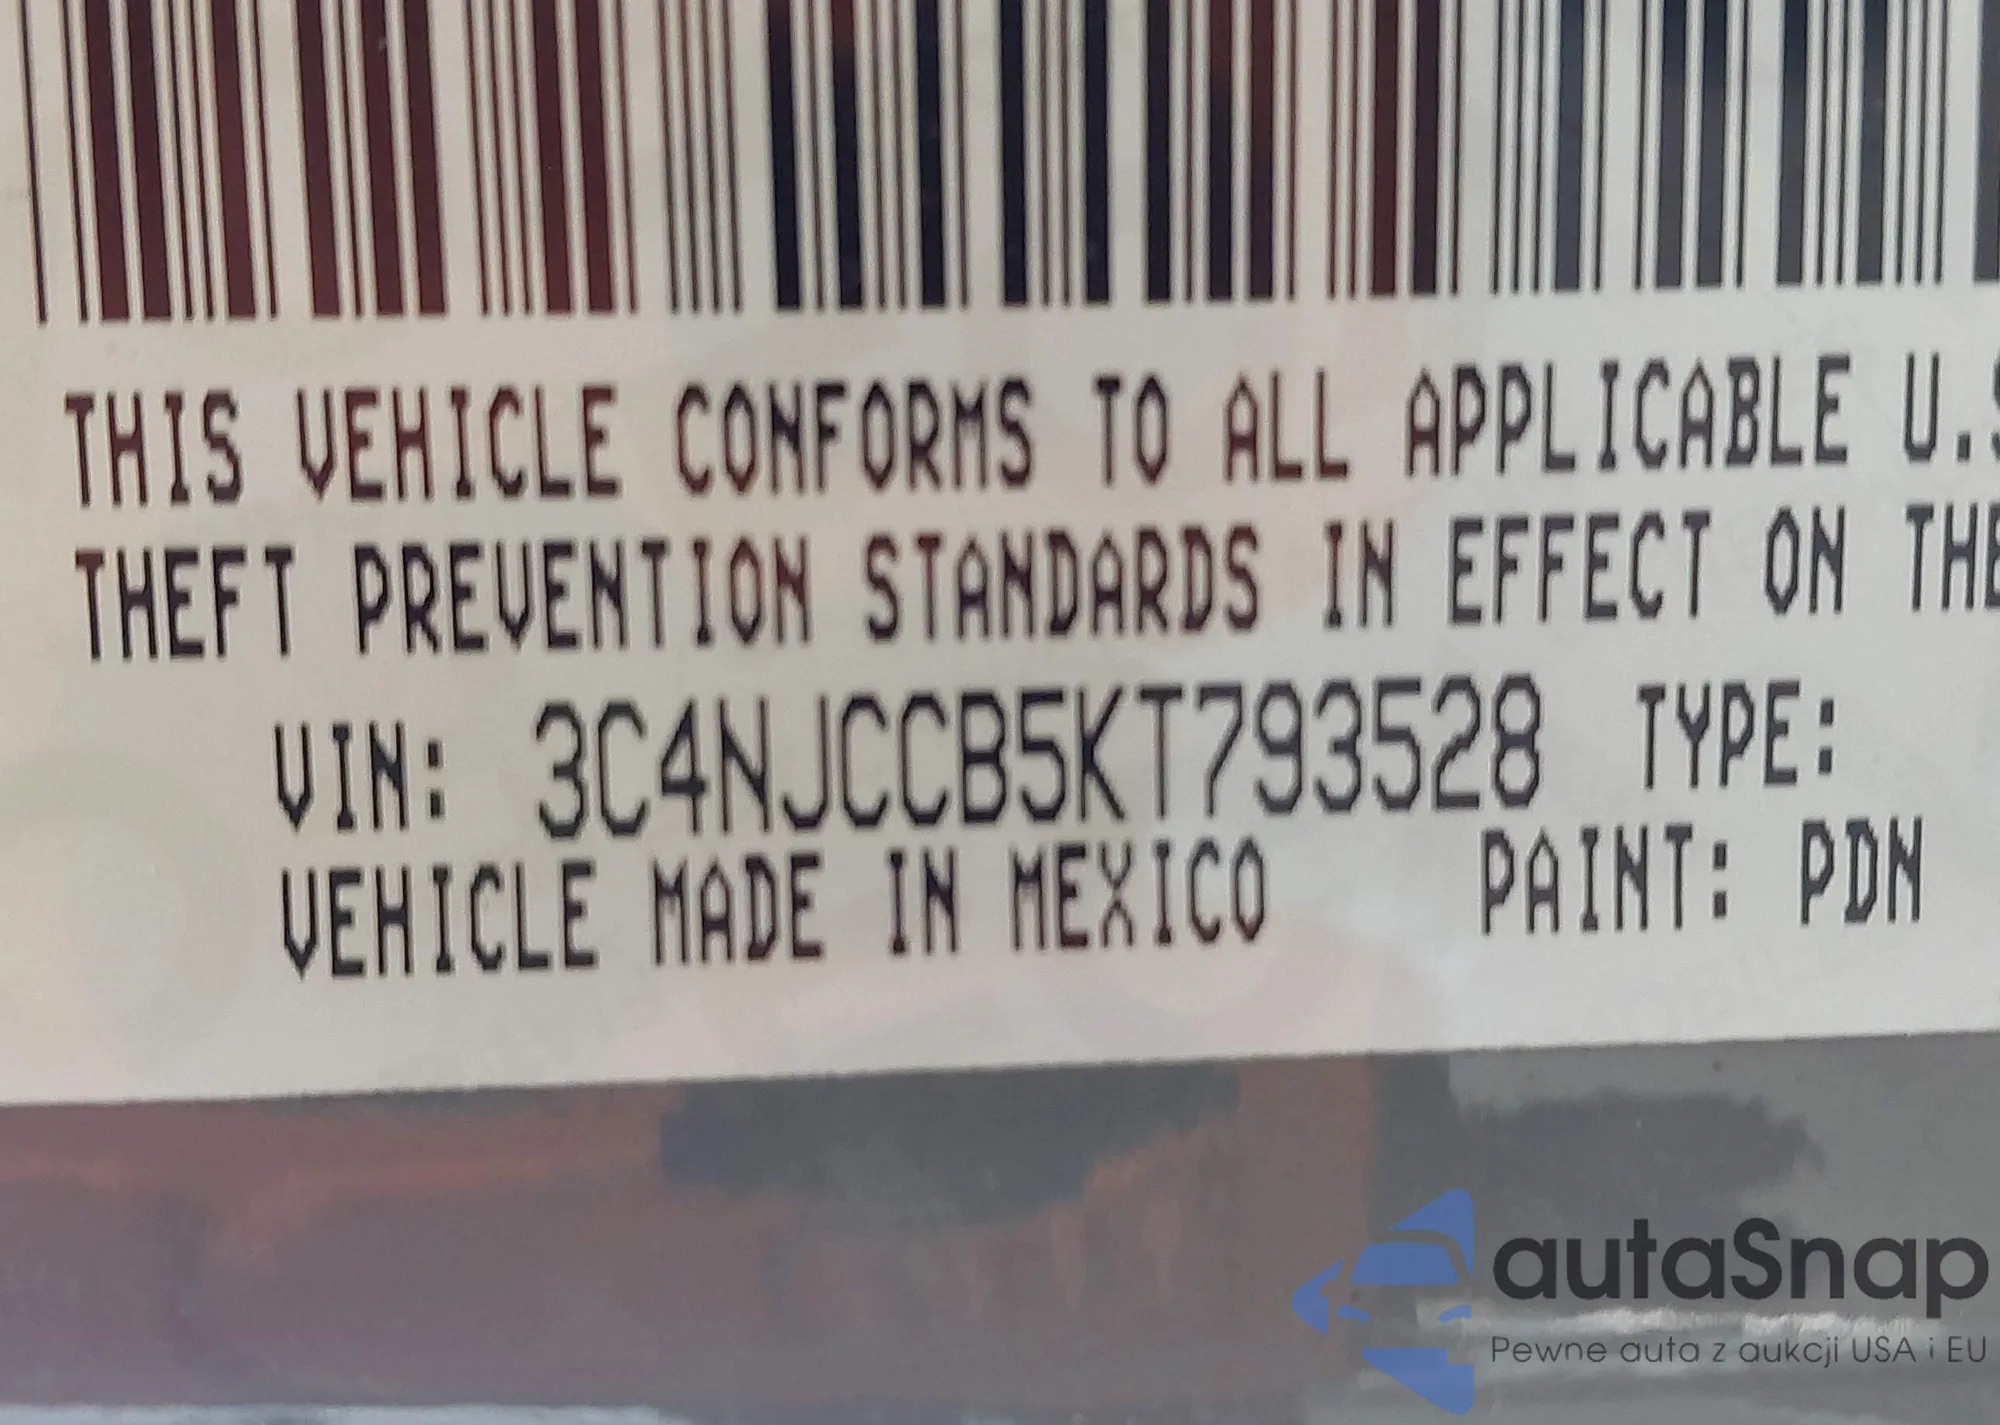 THIS VEHICLE CONFORMS TO ALL APPLICABLE U.S
THEFT PREVENTION STANDARDS IN EFFECT ON THE
VIN: 3C4NJCCB5KT793528 TYPE:
VEHICLE MADE IN MEXICO PAINT: PDN
autaSnap
Pewne auta z aukcji USA i EU